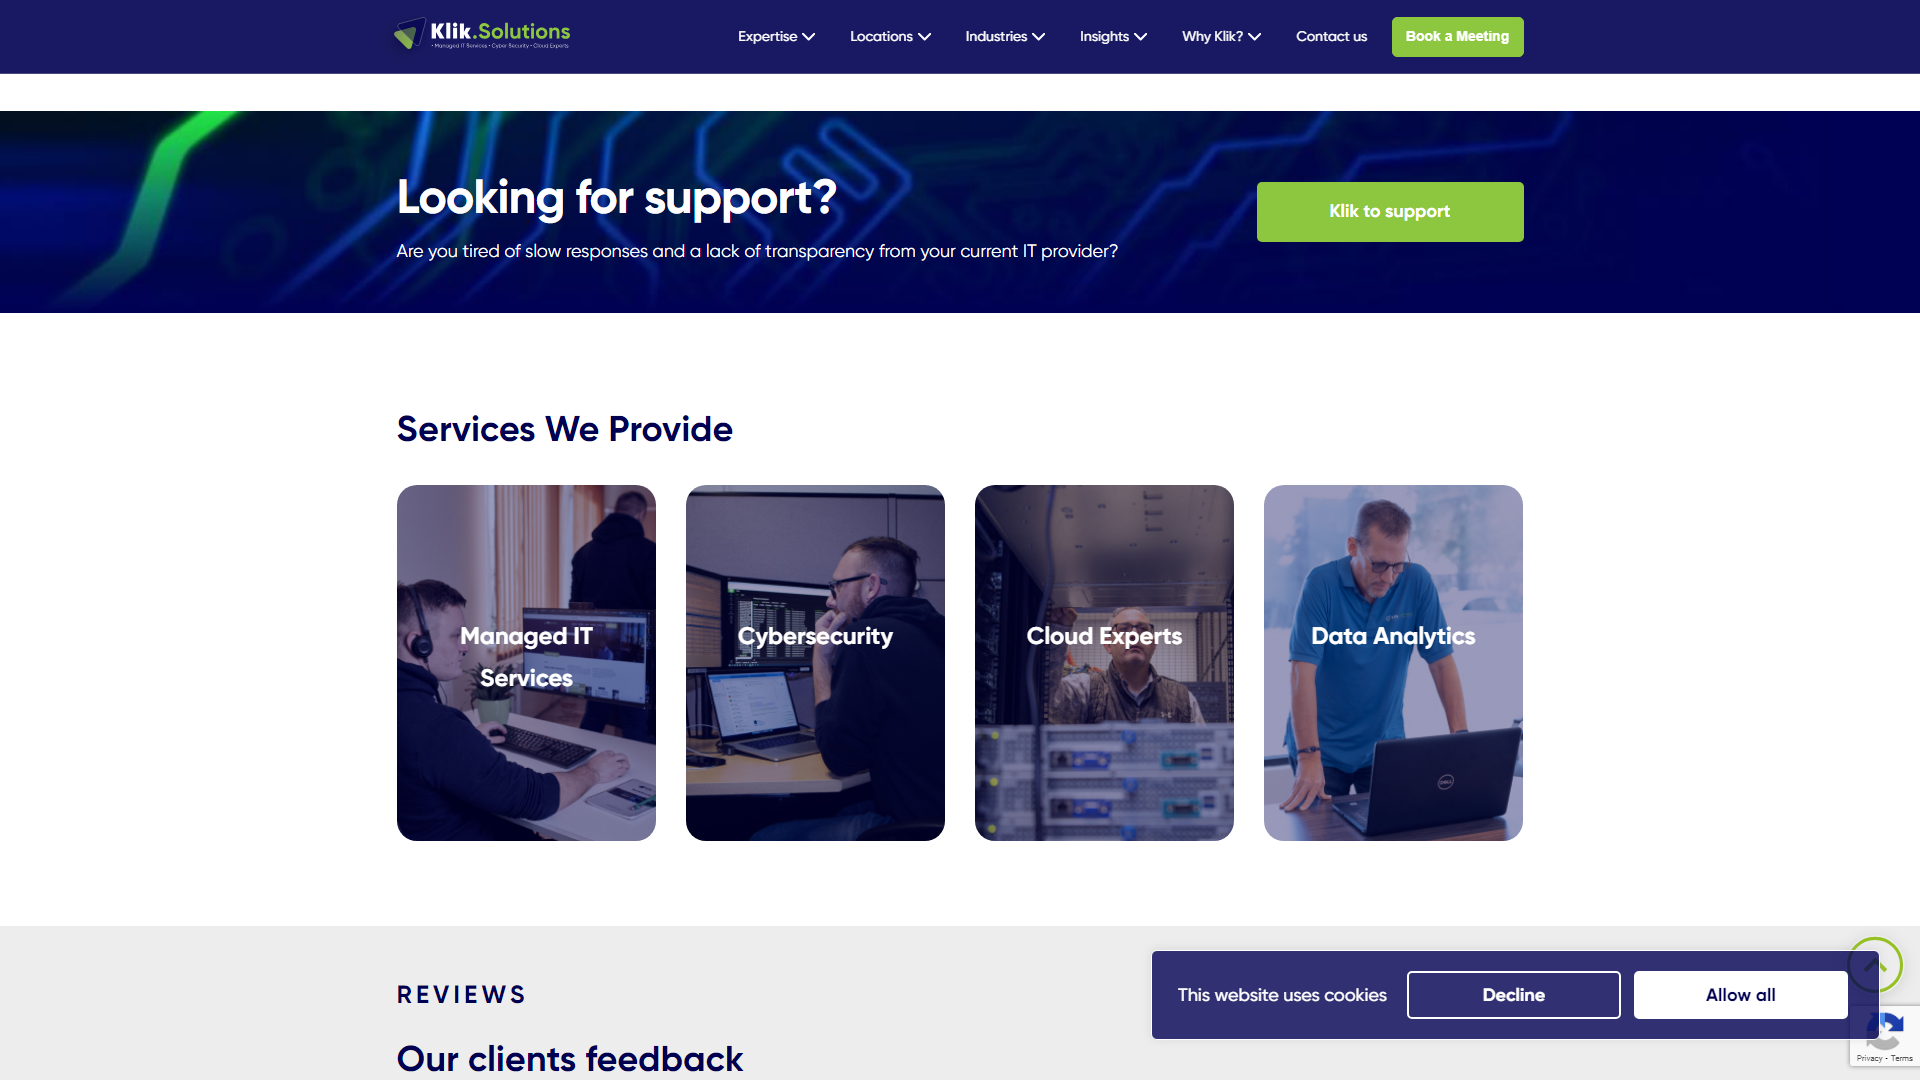 Klik.Solutions
• Managed IT Services • Cyber Security • Cloud Experts
Expertise
Locations
Industries
Insights
Why Klik?
Contact us
Book a Meeting
Looking for support?
Are you tired of slow responses and a lack of transparency from your current IT provider?
Klik to support
Services We Provide
Managed IT
Services
Cybersecurity
Cloud Experts
Data Analytics
DELL
REVIEWS
Our clients feedback
This website uses cookies
Decline
Allow all
Privacy - Terms